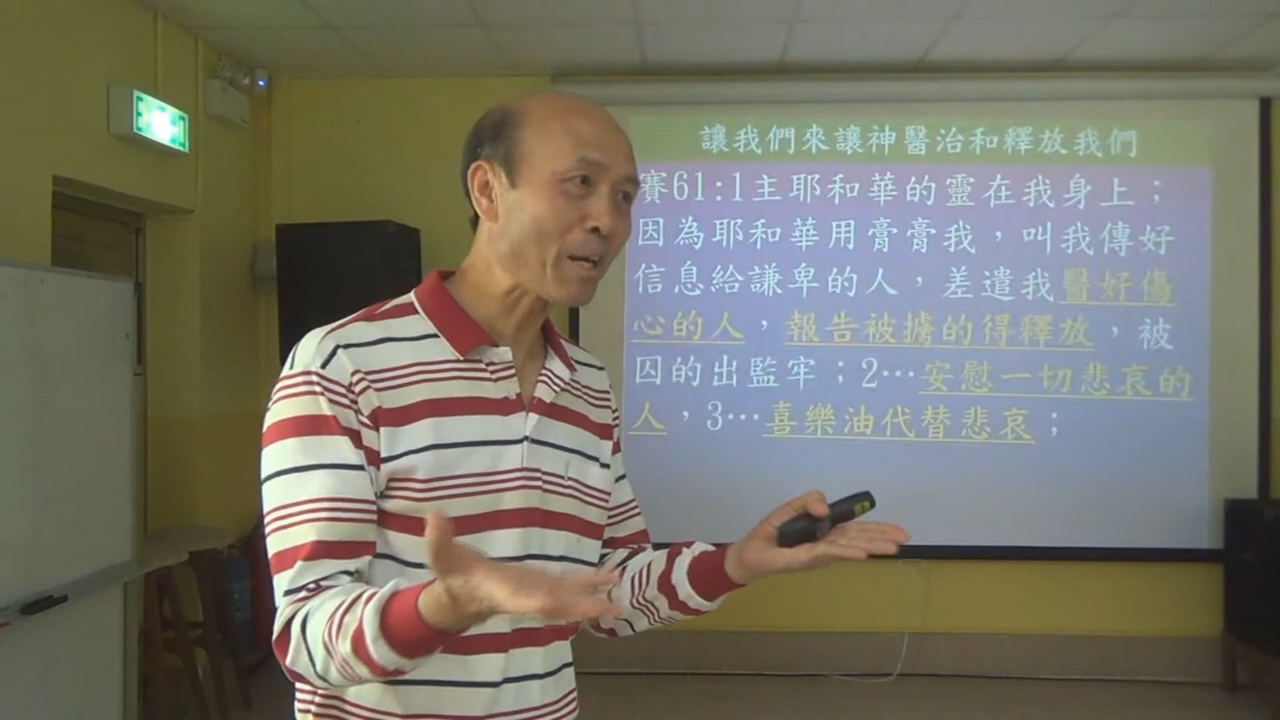 讓我們來讓神醫治和釋放我們
賽61:1主耶和華的靈在我身上；
因為耶和華用膏膏我，叫我傳好
信息給謙卑的人，差遣我醫好傷
心的人，報告被擄的得釋放，被
囚的出監牢；2…安慰一切悲哀的
人，3…喜樂油代替悲哀；